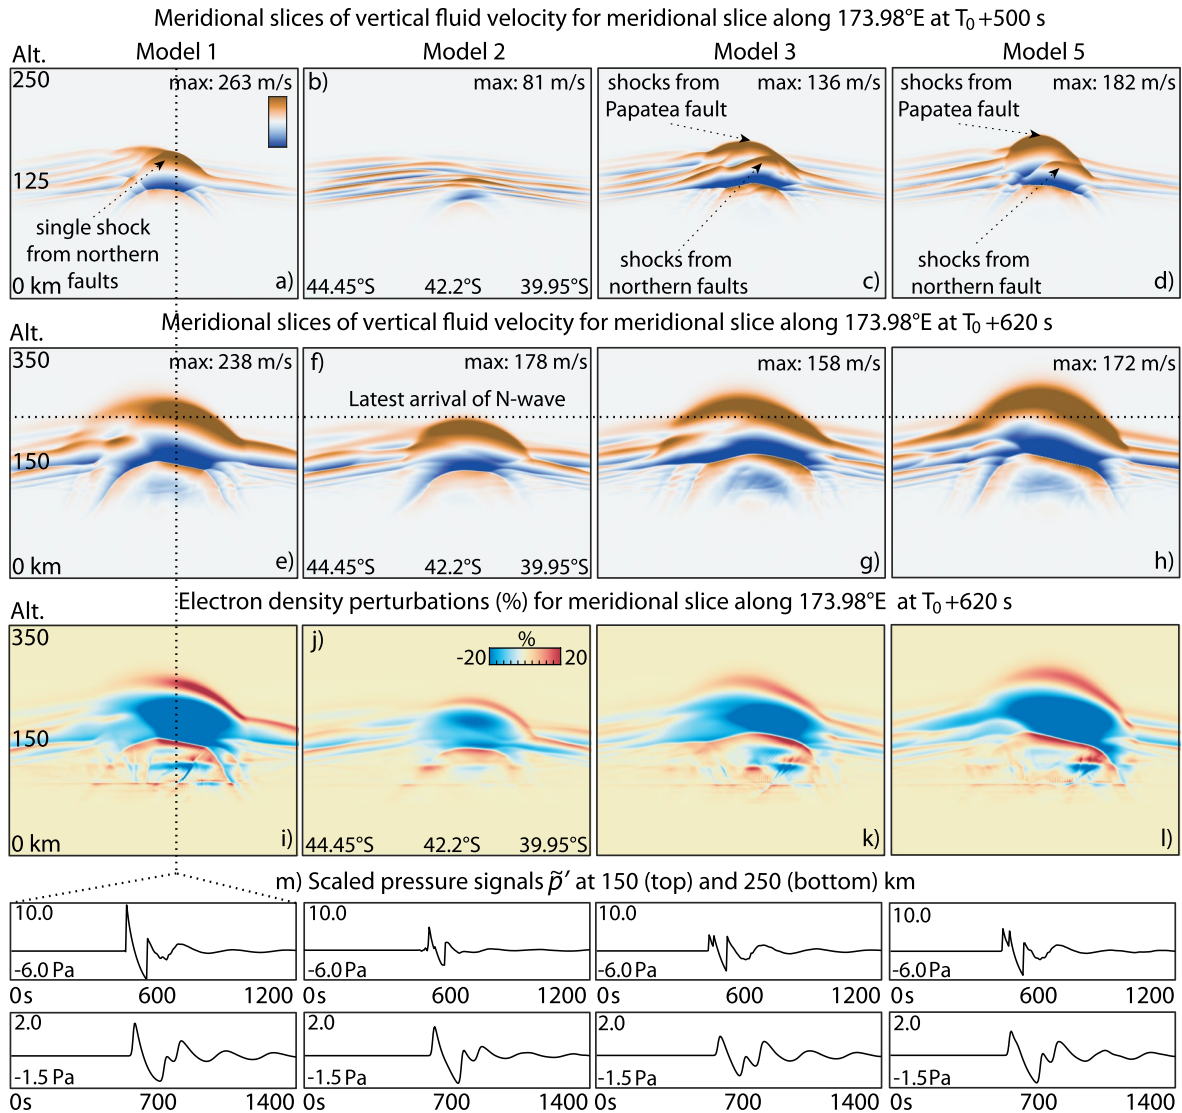 Meridional slices of vertical fluid velocity for meridional slice along 173.98°E at T0+500 s
Alt. Model 1 Model 2 Model 3 Model 5
250 max: 263 m/s b) max: 81 m/s shocks from Papatea fault max: 136 m/s shocks from Papatea fault max: 182 m/s
125
single shock from northern faults
shocks from northern faults
shocks from northern fault
0 km a) 44.45°S 42.2°S 39.95°S c) d)
Meridional slices of vertical fluid velocity for meridional slice along 173.98°E at T0+620 s
Alt.
350 max: 238 m/s f) max: 178 m/s max: 158 m/s max: 172 m/s
Latest arrival of N-wave
150
0 km e) 44.45°S 42.2°S 39.95°S g) h)
Electron density perturbations (%) for meridional slice along 173.98°E at T0+620 s
Alt.
350 j) %
-20 20
150
0 km i) 44.45°S 42.2°S 39.95°S k) l)
m) Scaled pressure signals p̃′ at 150 (top) and 250 (bottom) km
10.0 10.0 10.0 10.0
-6.0 Pa -6.0 Pa -6.0 Pa -6.0 Pa
0s 600 1200 0s 600 1200 0s 600 1200 0s 600 1200
2.0 2.0 2.0 2.0
-1.5 Pa -1.5 Pa -1.5 Pa -1.5 Pa
0s 700 1400 0s 700 1400 0s 700 1400 0s 700 1400